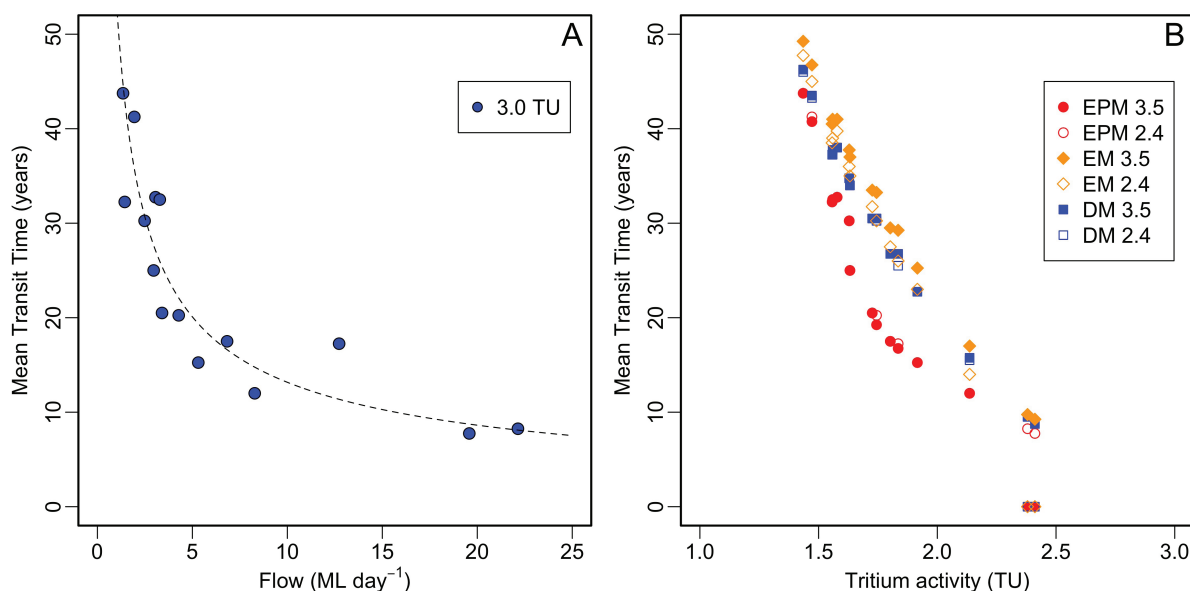 A
3.0 TU
50
40
30
20
10
0
Mean Transit Time (years)
0 5 10 15 20 25
Flow (ML day⁻¹)
B
EPM 3.5
EPM 2.4
EM 3.5
EM 2.4
DM 3.5
DM 2.4
50
40
30
20
10
0
Mean Transit Time (years)
1.0 1.5 2.0 2.5 3.0
Tritium activity (TU)